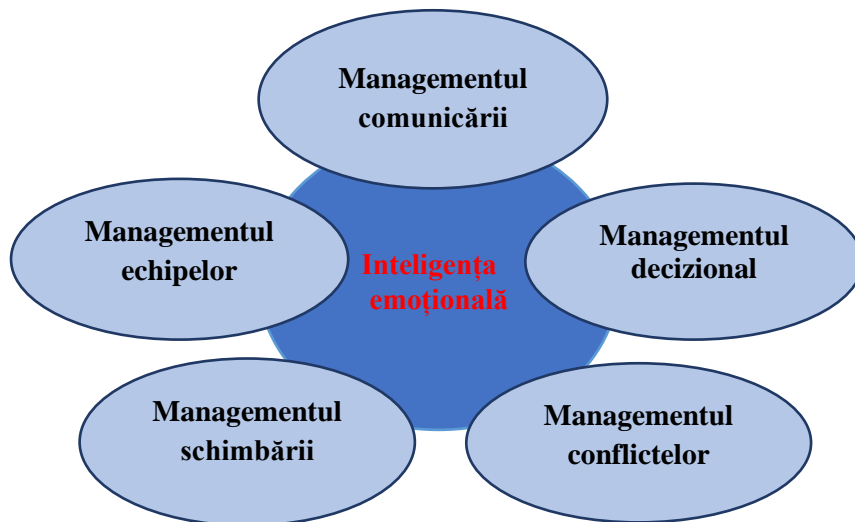 Managementul
comunicării
Managementul
echipelor
Inteligența
emoțională
Managementul
decizional
Managementul
schimbării
Managementul
conflictelor